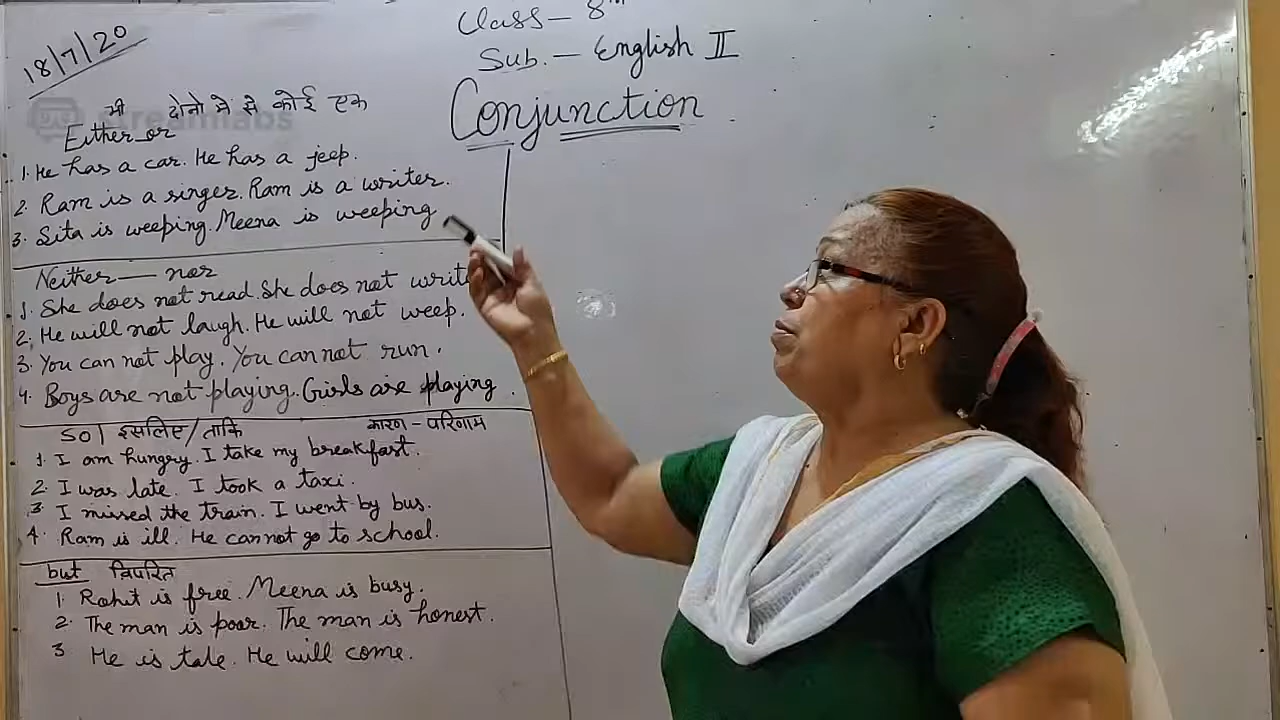 18/7/20
Class - 8th
Sub. - English II
Conjunction
भी दोनो मे से कोई एक
Either or
1. He has a car. He has a jeep.
2. Ram is a singer. Ram is a writer.
3. Sita is weeping. Meena is weeping
Neither — nor
1. She does not read. She does not write
2. He will not laugh. He will not weep.
3. You can not play. You can not run.
4. Boys are not playing. Girls are playing.
so | इसलिए/ताकि कारण - परिणाम
1. I am hungry. I take my breakfast.
2. I was late. I took a taxi.
3. I missed the train. I went by bus.
4. Ram is ill. He cannot go to school.
but विपरित
1. Rohit is free. Meena is busy.
2. The man is poor. The man is honest.
3 He is tale. He will come.
streamlabs